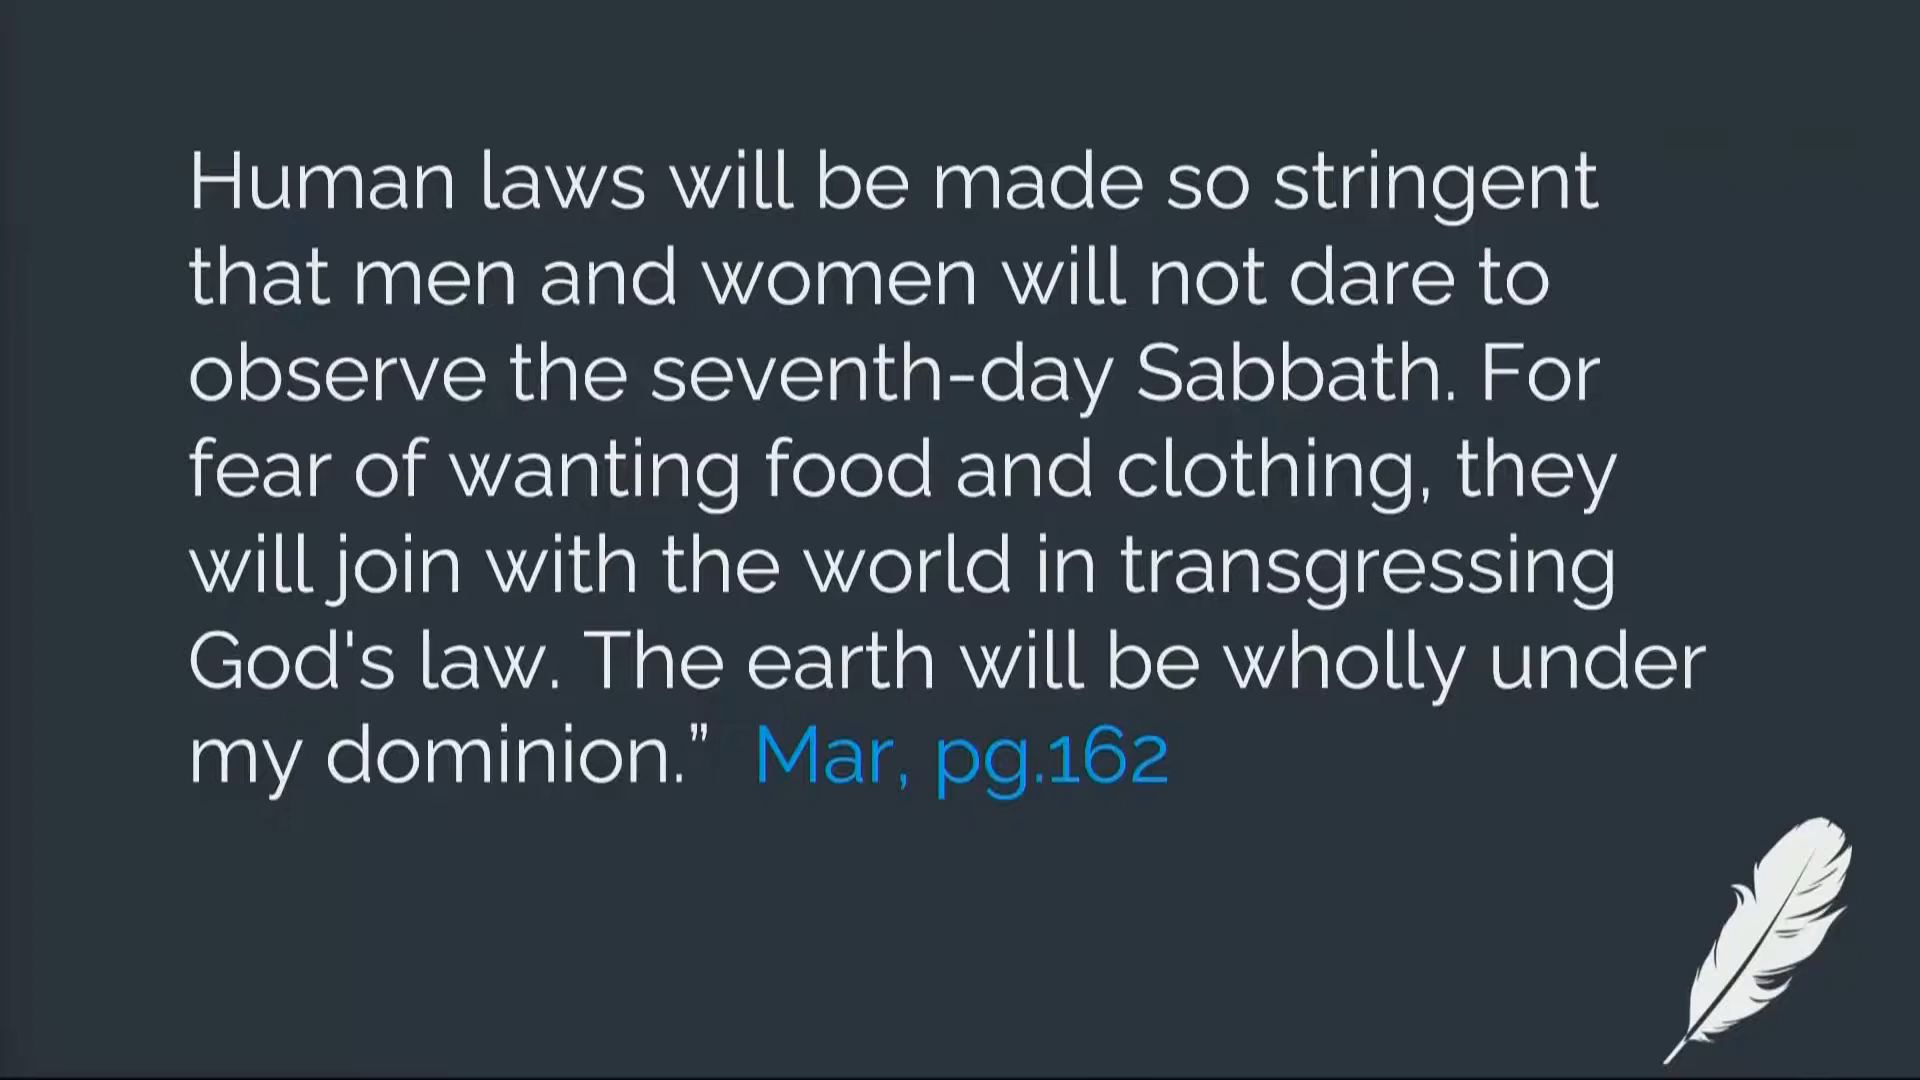 Human laws will be made so stringent
that men and women will not dare to
observe the seventh-day Sabbath. For
fear of wanting food and clothing, they
will join with the world in transgressing
God's law. The earth will be wholly under
my dominion.” Mar, pg.162